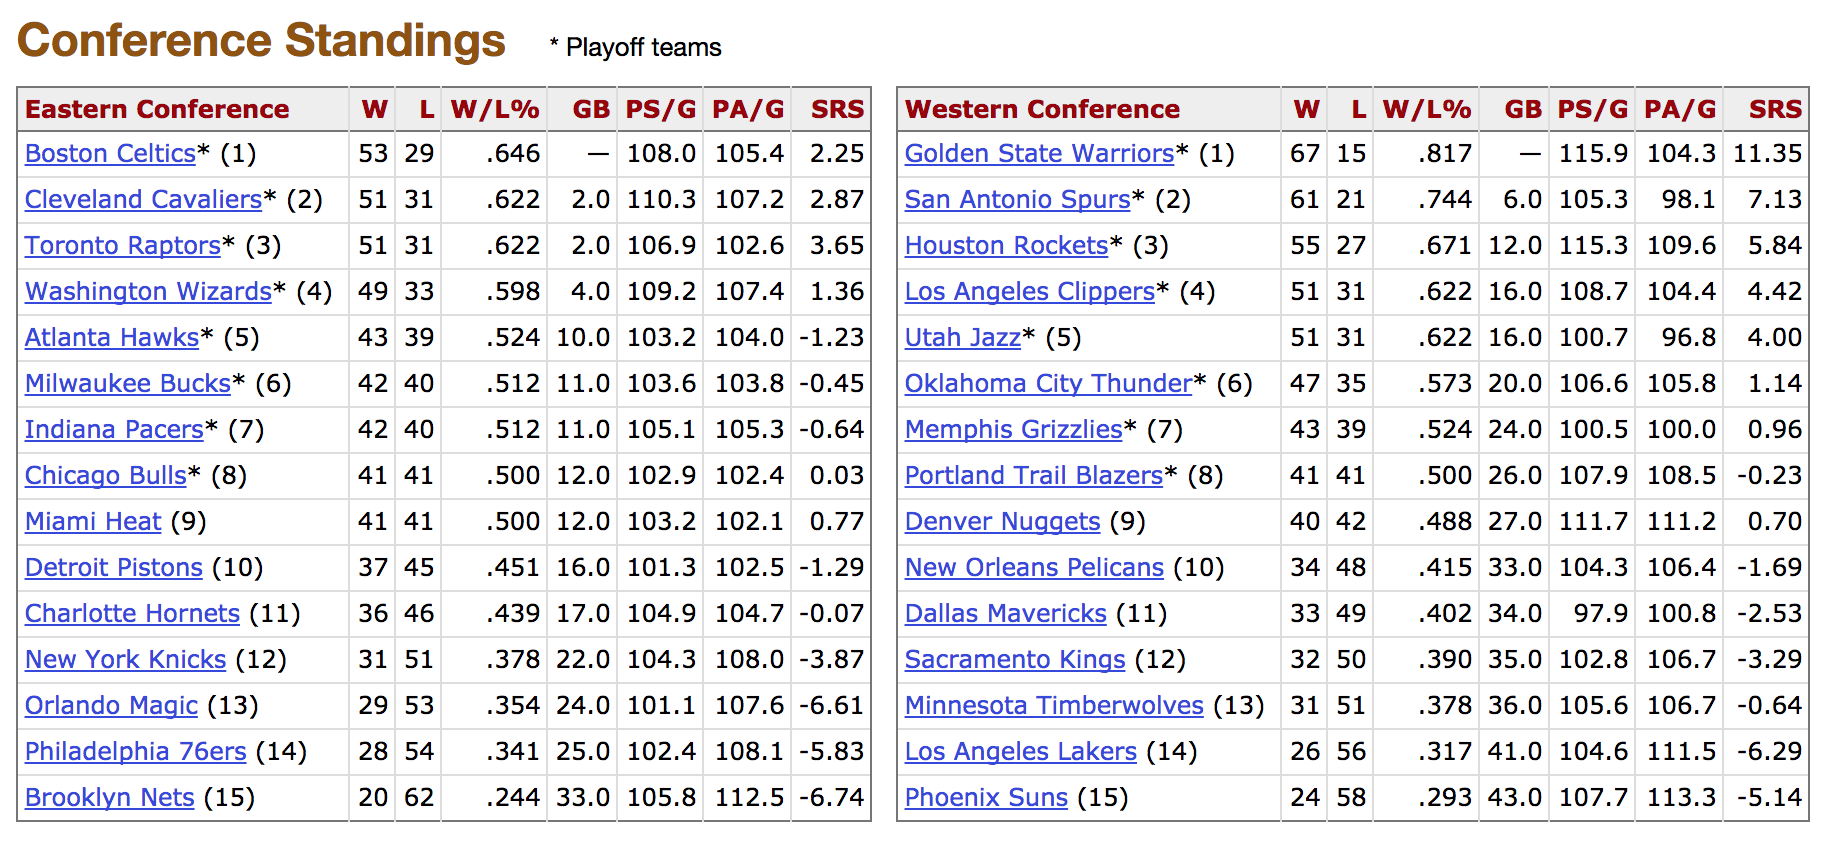 Conference Standings * Playoff teams
Eastern Conference W L W/L% GB PS/G PA/G SRS
Boston Celtics* (1) 53 29 .646 — 108.0 105.4 2.25
Cleveland Cavaliers* (2) 51 31 .622 2.0 110.3 107.2 2.87
Toronto Raptors* (3) 51 31 .622 2.0 106.9 102.6 3.65
Washington Wizards* (4) 49 33 .598 4.0 109.2 107.4 1.36
Atlanta Hawks* (5) 43 39 .524 10.0 103.2 104.0 -1.23
Milwaukee Bucks* (6) 42 40 .512 11.0 103.6 103.8 -0.45
Indiana Pacers* (7) 42 40 .512 11.0 105.1 105.3 -0.64
Chicago Bulls* (8) 41 41 .500 12.0 102.9 102.4 0.03
Miami Heat (9) 41 41 .500 12.0 103.2 102.1 0.77
Detroit Pistons (10) 37 45 .451 16.0 101.3 102.5 -1.29
Charlotte Hornets (11) 36 46 .439 17.0 104.9 104.7 -0.07
New York Knicks (12) 31 51 .378 22.0 104.3 108.0 -3.87
Orlando Magic (13) 29 53 .354 24.0 101.1 107.6 -6.61
Philadelphia 76ers (14) 28 54 .341 25.0 102.4 108.1 -5.83
Brooklyn Nets (15) 20 62 .244 33.0 105.8 112.5 -6.74
Western Conference W L W/L% GB PS/G PA/G SRS
Golden State Warriors* (1) 67 15 .817 — 115.9 104.3 11.35
San Antonio Spurs* (2) 61 21 .744 6.0 105.3 98.1 7.13
Houston Rockets* (3) 55 27 .671 12.0 115.3 109.6 5.84
Los Angeles Clippers* (4) 51 31 .622 16.0 108.7 104.4 4.42
Utah Jazz* (5) 51 31 .622 16.0 100.7 96.8 4.00
Oklahoma City Thunder* (6) 47 35 .573 20.0 106.6 105.8 1.14
Memphis Grizzlies* (7) 43 39 .524 24.0 100.5 100.0 0.96
Portland Trail Blazers* (8) 41 41 .500 26.0 107.9 108.5 -0.23
Denver Nuggets (9) 40 42 .488 27.0 111.7 111.2 0.70
New Orleans Pelicans (10) 34 48 .415 33.0 104.3 106.4 -1.69
Dallas Mavericks (11) 33 49 .402 34.0 97.9 100.8 -2.53
Sacramento Kings (12) 32 50 .390 35.0 102.8 106.7 -3.29
Minnesota Timberwolves (13) 31 51 .378 36.0 105.6 106.7 -0.64
Los Angeles Lakers (14) 26 56 .317 41.0 104.6 111.5 -6.29
Phoenix Suns (15) 24 58 .293 43.0 107.7 113.3 -5.14